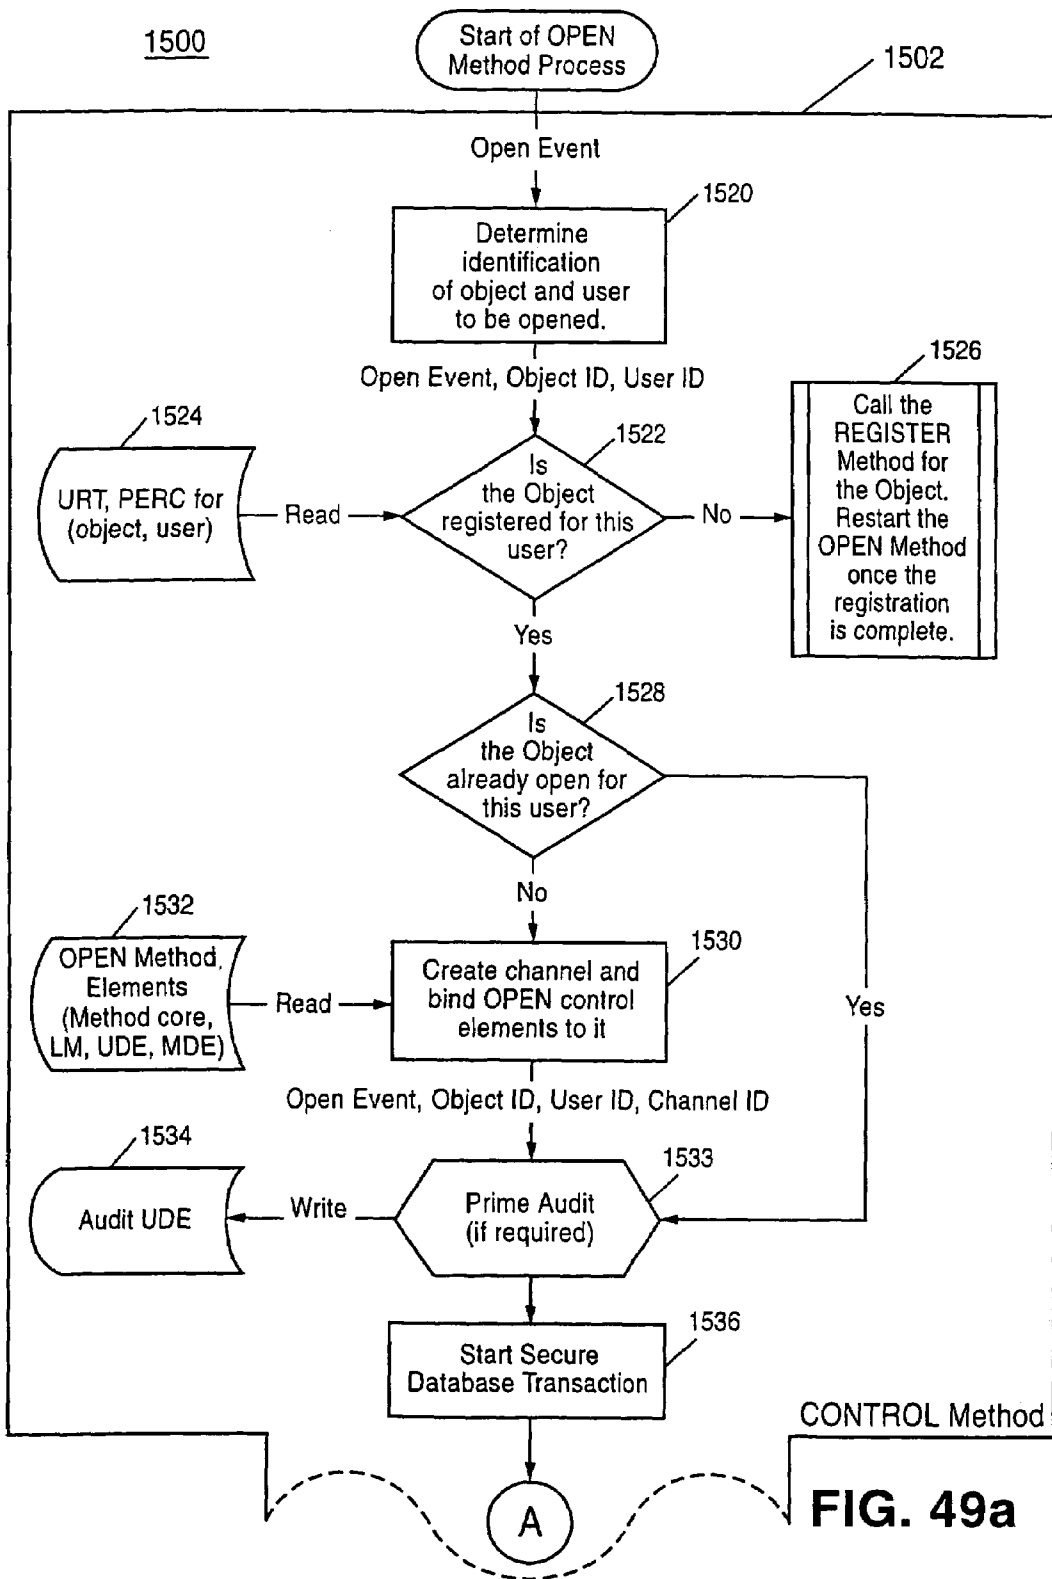 1500
Start of OPEN
Method Process
1502
Open Event
1520
Determine
identification
of object and user
to be opened.
Open Event, Object ID, User ID
1526
Call the
REGISTER
Method for
the Object.
Restart the
OPEN Method
once the
registration
is complete.
1524
URT, PERC for
(object, user)
Read
1522
Is
the Object
registered for this
user?
No
Yes
1528
Is
the Object
already open for
this user?
No
Yes
1532
OPEN Method
Elements
(Method core,
LM, UDE, MDE)
Read
1530
Create channel and
bind OPEN control
elements to it
Open Event, Object ID, User ID, Channel ID
1534
Audit UDE
Write
1533
Prime Audit
(if required)
1536
Start Secure
Database Transaction
CONTROL Method
A
FIG. 49a